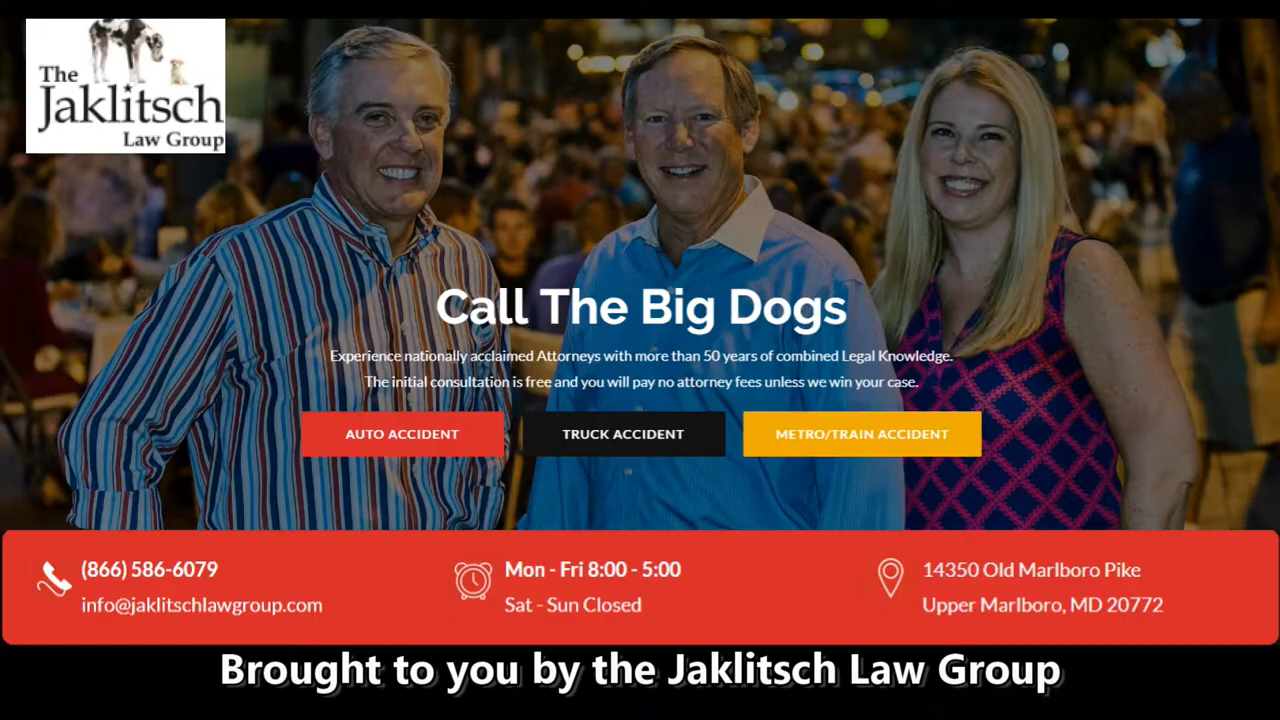 The
Jaklitsch
Law Group
Call The Big Dogs
Experience nationally acclaimed Attorneys with more than 50 years of combined Legal Knowledge.
The initial consultation is free and you will pay no attorney fees unless we win your case.
AUTO ACCIDENT
TRUCK ACCIDENT
METRO/TRAIN ACCIDENT
(866) 586-6079
info@jaklitschlawgroup.com
Mon - Fri 8:00 - 5:00
Sat - Sun Closed
14350 Old Marlboro Pike
Upper Marlboro, MD 20772
Brought to you by the Jaklitsch Law Group